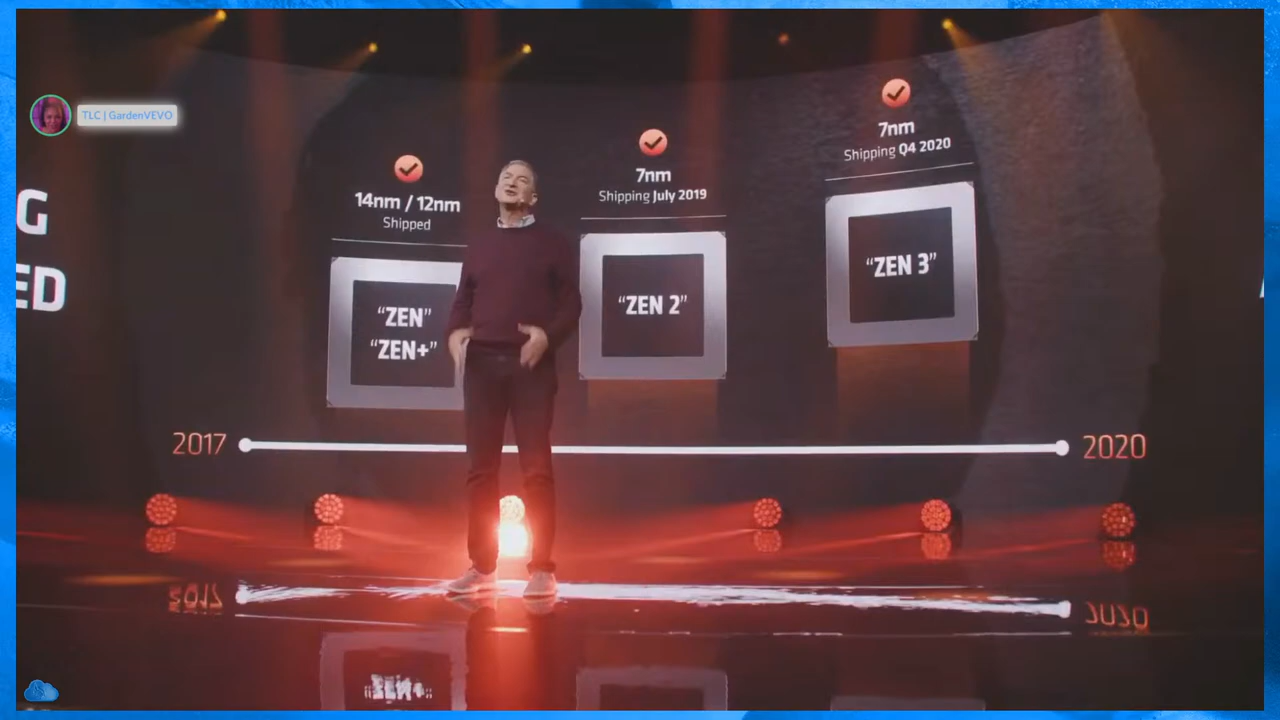 TLC | GardenVEVO
G
ED
14nm / 12nm
Shipped
"ZEN"
"ZEN+"
7nm
Shipping July 2019
"ZEN 2"
7nm
Shipping Q4 2020
"ZEN 3"
2017
2020